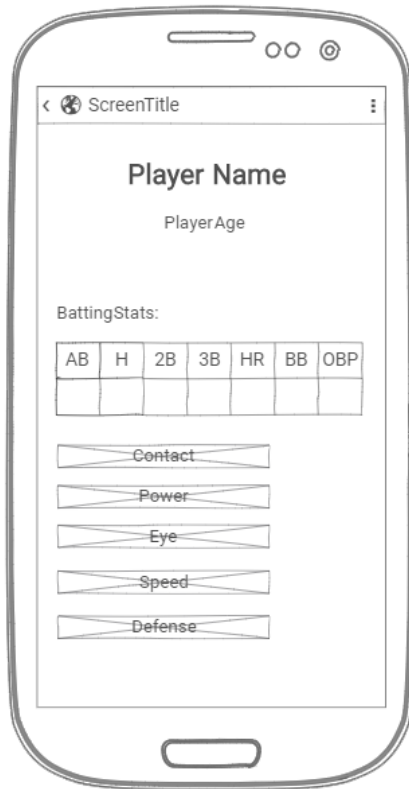 ScreenTitle
Player Name
PlayerAge
BattingStats:
AB H 2B 3B HR BB OBP
Contact
Power
Eye
Speed
Defense